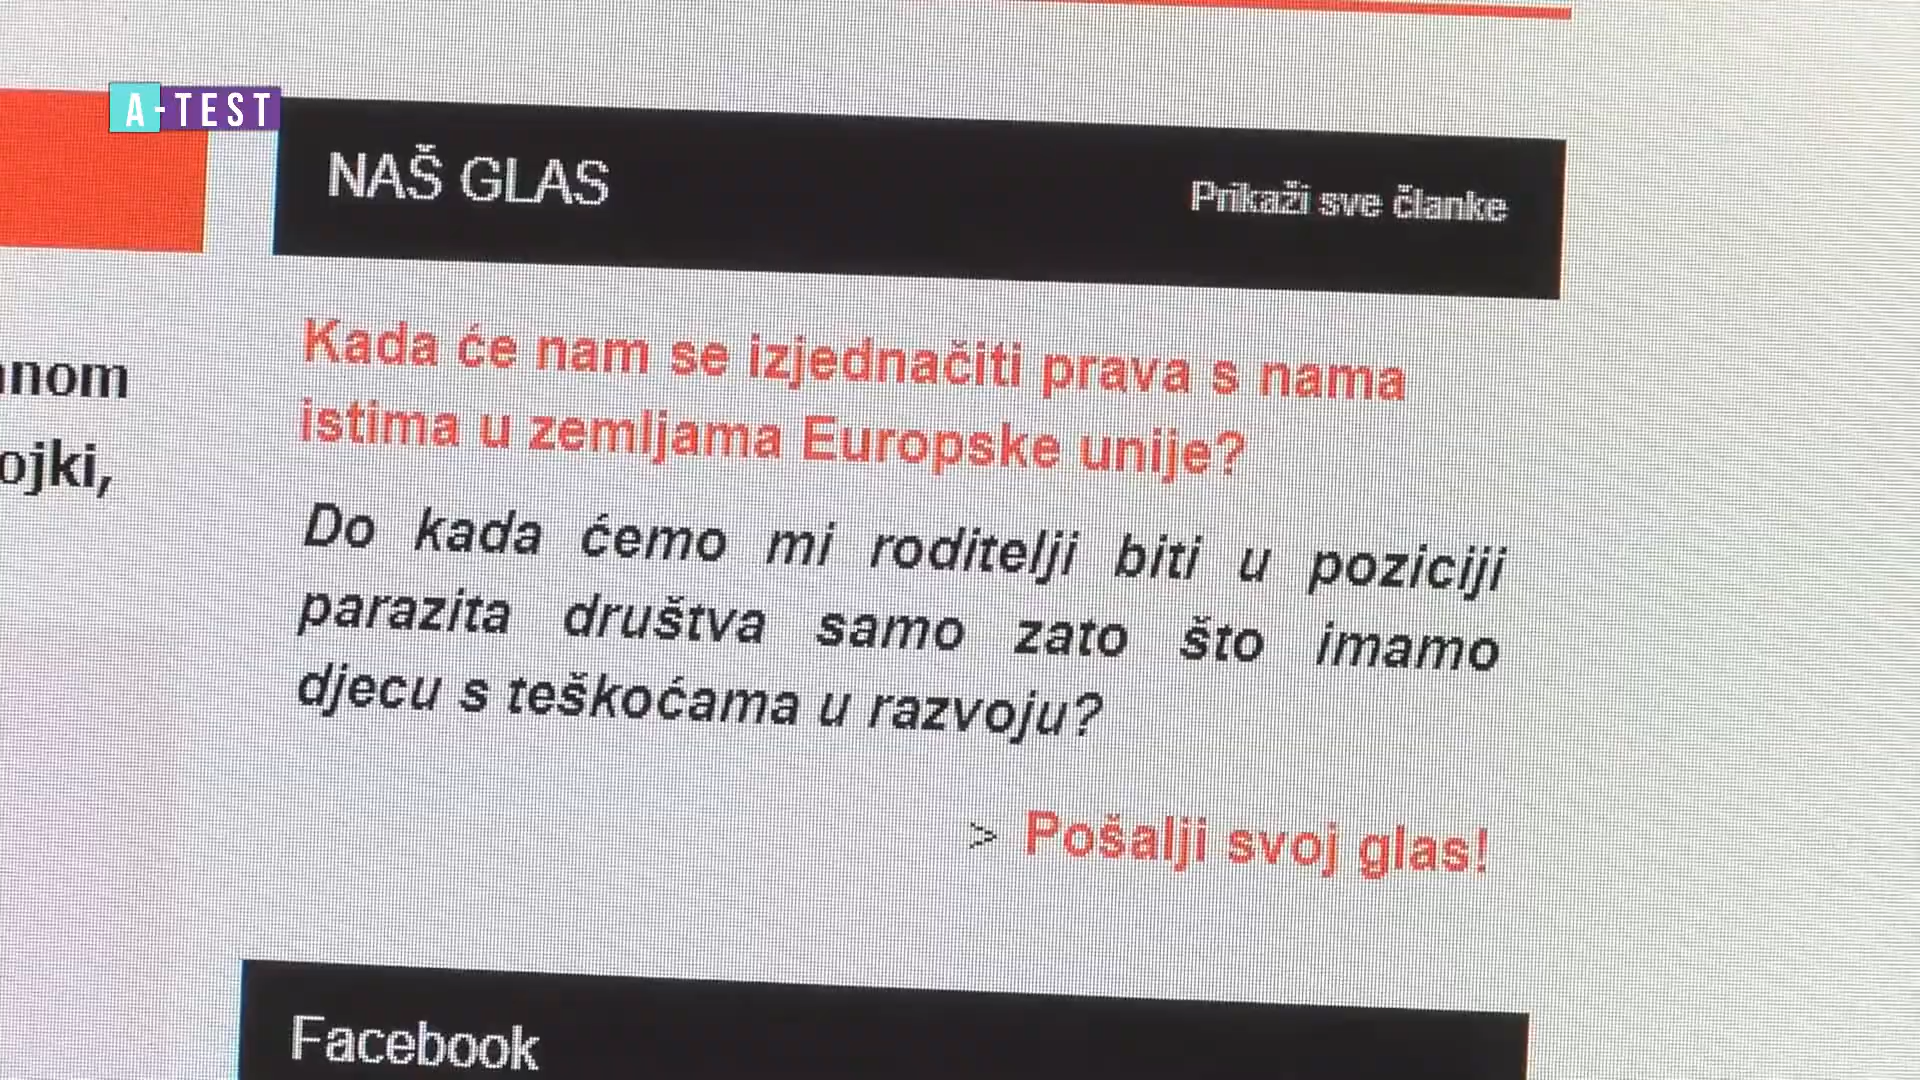 A-TEST
NAŠ GLAS
Prikaži sve članke
Kada će nam se izjednačiti prava s nama
istima u zemljama Europske unije?
Do kada ćemo mi roditelji biti u poziciji
parazita društva samo zato što imamo
djecu s teškoćama u razvoju?
> Pošalji svoj glas!
Facebook